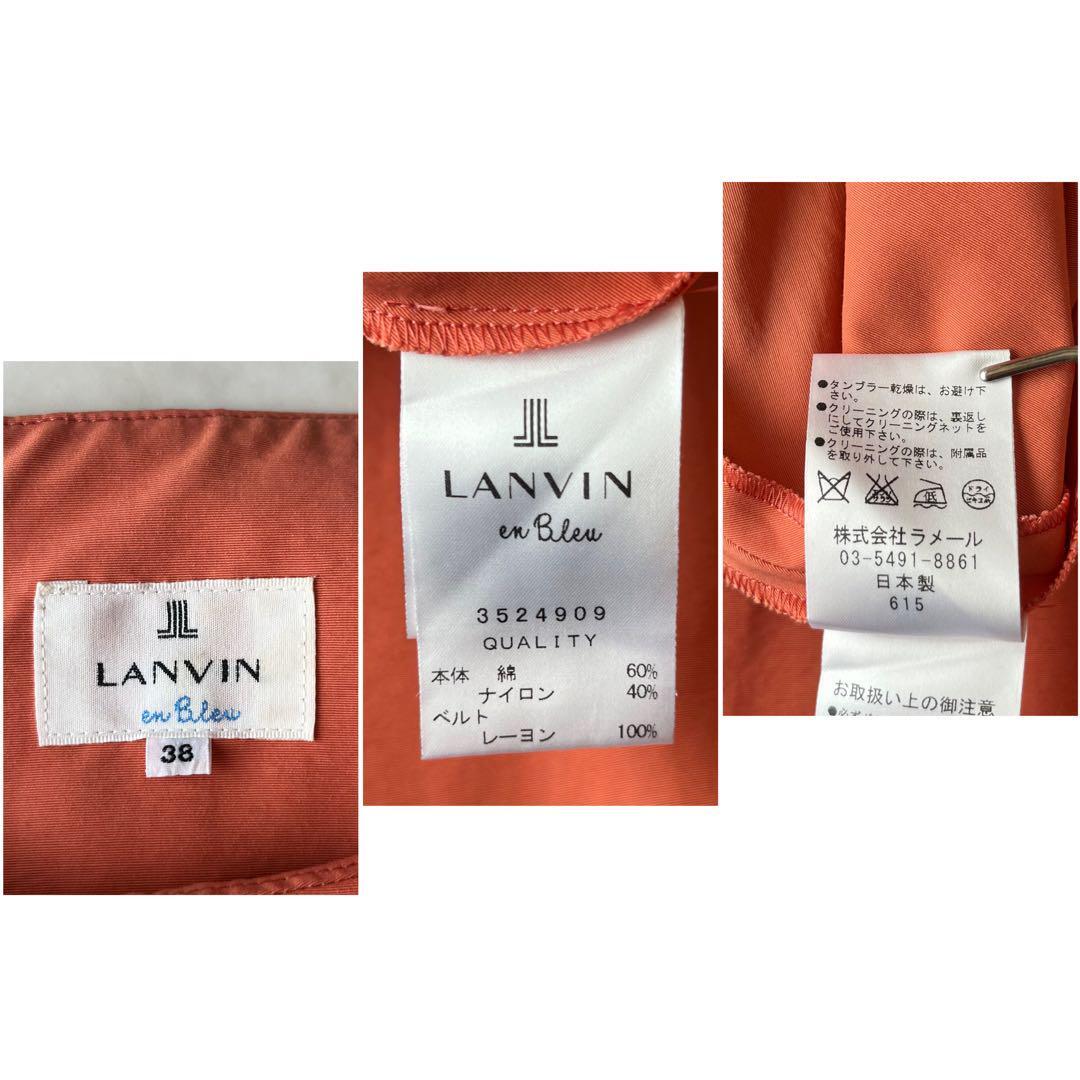 LANVIN
en Bleu
38
LANVIN
en Bleu
3524909
QUALITY
本体 綿 60%
ナイロン 40%
ベルト
レーヨン 100%
●タンブラー乾燥は、お避け下
さい。
●クリーニングの際は、裏返し
にしてクリーニングネットを
ご使用下さい。
●クリーニングの際は、附属品
を取り外して下さい。
低
ドライ
株式会社ラメール
03-5491-8861
日本製
615
お取扱い上の御注意